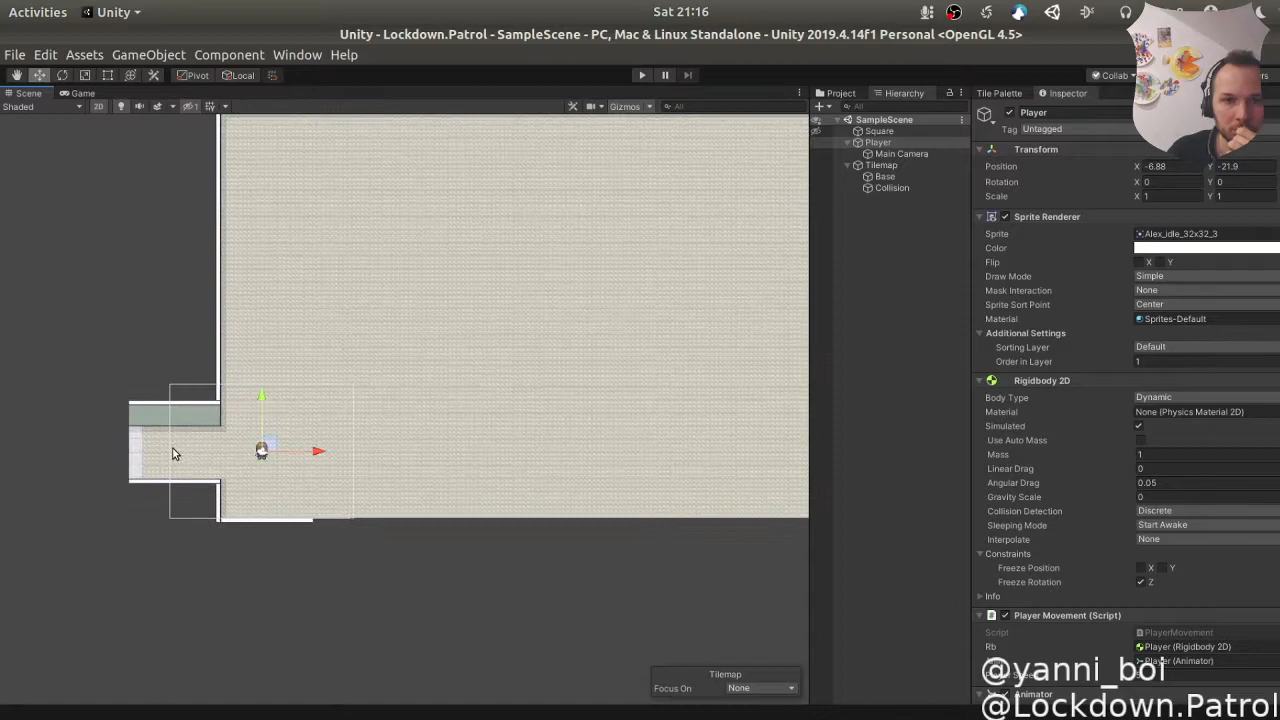 Activities Unity Sat 21:16
Unity - Lockdown.Patrol - SampleScene - PC, Mac & Linux Standalone - Unity 2019.4.14f1 Personal <OpenGL 4.5>
File Edit Assets GameObject Component Window Help
Pivot Local Collab
Scene Game Project Hierarchy Tile Palette Inspector
Shaded 2D 1 Gizmos All All
SampleScene
Square
Player
Main Camera
Tilemap
Base
Collision
Player
Tag Untagged
Transform
Position X -6.88 Y -21.9
Rotation X 0 Y 0
Scale X 1 Y 1
Sprite Renderer
Sprite Alex_idle_32x32_3
Color
Flip X Y
Draw Mode Simple
Mask Interaction None
Sprite Sort Point Center
Material Sprites-Default
Additional Settings
Sorting Layer Default
Order in Layer 1
Rigidbody 2D
Body Type Dynamic
Material None (Physics Material 2D)
Simulated
Use Auto Mass
Mass 1
Linear Drag 0
Angular Drag 0.05
Gravity Scale 0
Collision Detection Discrete
Sleeping Mode Start Awake
Interpolate None
Constraints
Freeze Position X Y
Freeze Rotation Z
Info
Player Movement (Script)
Script PlayerMovement
Rb Player (Rigidbody 2D)
Player (Animator)
Animator
Tilemap
Focus On None
@yanni_boi
@Lockdown.Patrol